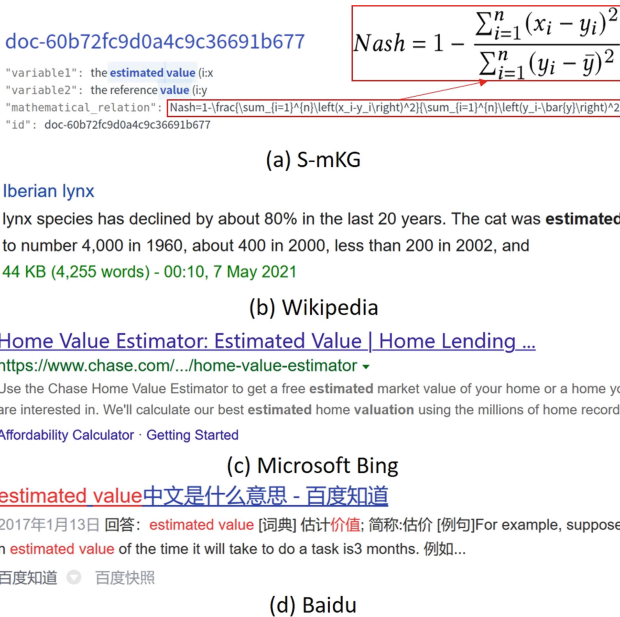 doc-60b72fc9d0a4c9c36691b677
Nash = 1 - \frac{\sum_{i=1}^{n}(x_i - y_i)^2}{\sum_{i=1}^{n}(y_i - \bar{y})^2}
"variable1": the estimated value (i:x
"variable2": the reference value (i:y
"mathematical_relation": Nash=1-\frac{\sum_{i=1}^{n}\left(x_i-y_i\right)^2}{\sum_{i=1}^{n}\left(y_i-\bar{y}\right)^2
"id": doc-60b72fc9d0a4c9c36691b677
(a) S-mKG
Iberian lynx
lynx species has declined by about 80% in the last 20 years. The cat was estimated
to number 4,000 in 1960, about 400 in 2000, less than 200 in 2002, and
44 KB (4,255 words) - 00:10, 7 May 2021
(b) Wikipedia
Home Value Estimator: Estimated Value | Home Lending ...
https://www.chase.com/.../home-value-estimator
Use the Chase Home Value Estimator to get a free estimated market value of your home or a home yo
are interested in. We'll calculate our best estimated home valuation using the millions of home record
Affordability Calculator · Getting Started
(c) Microsoft Bing
estimated value中文是什么意思 - 百度知道
2017年1月13日 回答: estimated value [词典] 估计价值; 简称:估价 [例句]For example, suppose
n estimated value of the time it will take to do a task is3 months. 例如...
百度知道 百度快照
(d) Baidu